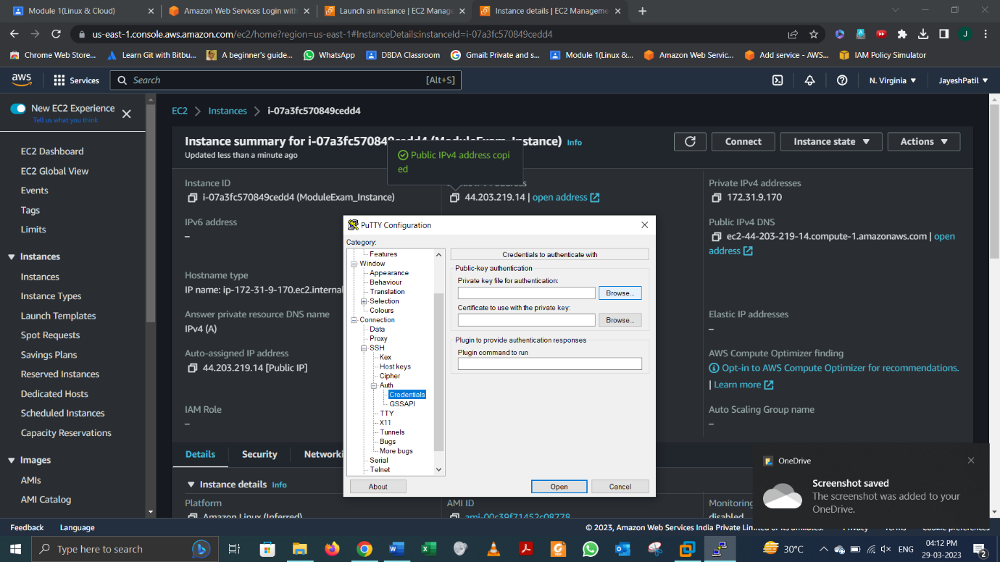 Module 1(Linux & Cloud)
Amazon Web Services Login with
Launch an instance | EC2 Manage
Instance details | EC2 Manageme
us-east-1.console.aws.amazon.com/ec2/home?region=us-east-1#InstanceDetails:instanceId=i-07a3fc570849cedd4
J
Chrome Web Store...
Learn Git with Bitbu...
A beginner's guide...
WhatsApp
DBDA Classroom
Gmail: Private and s...
Module 1(Linux &...
Amazon Web Servic...
Add service - AWS...
IAM Policy Simulator
aws
Services
Search
[Alt+S]
N. Virginia
JayeshPatil
New EC2 Experience
Tell us what you think
EC2 Dashboard
EC2 Global View
Events
Tags
Limits
Instances
Instances
Instance Types
Launch Templates
Spot Requests
Savings Plans
Reserved Instances
Dedicated Hosts
Scheduled Instances
Capacity Reservations
Images
AMIs
AMI Catalog
EC2 > Instances > i-07a3fc570849cedd4
Instance summary for i-07a3fc570849cedd4 (ModuleExam_Instance) Info
Updated less than a minute ago
Connect
Instance state
Actions
Public IPv4 address copi
ed
Instance ID
i-07a3fc570849cedd4 (ModuleExam_Instance)
44.203.219.14 | open address
Private IPv4 addresses
172.31.9.170
IPv6 address
–
Public IPv4 DNS
ec2-44-203-219-14.compute-1.amazonaws.com | open
address
Hostname type
IP name: ip-172-31-9-170.ec2.internal
Answer private resource DNS name
IPv4 (A)
Elastic IP addresses
–
Auto-assigned IP address
44.203.219.14 [Public IP]
AWS Compute Optimizer finding
Opt-in to AWS Compute Optimizer for recommendations.
| Learn more
IAM Role
–
Auto Scaling Group name
–
Details
Security
Networki
Instance details Info
Platform
Amazon Linux (Inferred)
AMI ID
ami-00c39f71452c08778
Monitoring
disabled
PuTTY Configuration
Category:
Features
Window
Appearance
Behaviour
Translation
Selection
Colours
Connection
Data
Proxy
SSH
Kex
Host keys
Cipher
Auth
Credentials
GSSAPI
TTY
X11
Tunnels
Bugs
More bugs
Serial
Telnet
Credentials to authenticate with
Public-key authentication
Private key file for authentication:
Browse...
Certificate to use with the private key:
Browse...
Plugin to provide authentication responses
Plugin command to run
About
Open
Cancel
OneDrive
Screenshot saved
The screenshot was added to your
OneDrive.
Feedback
Language
© 2023, Amazon Web Services India Private Limited or its affiliates.
Privacy
Terms
Cookie preferences
Type here to search
30°C
ENG
04:12 PM
29-03-2023
2